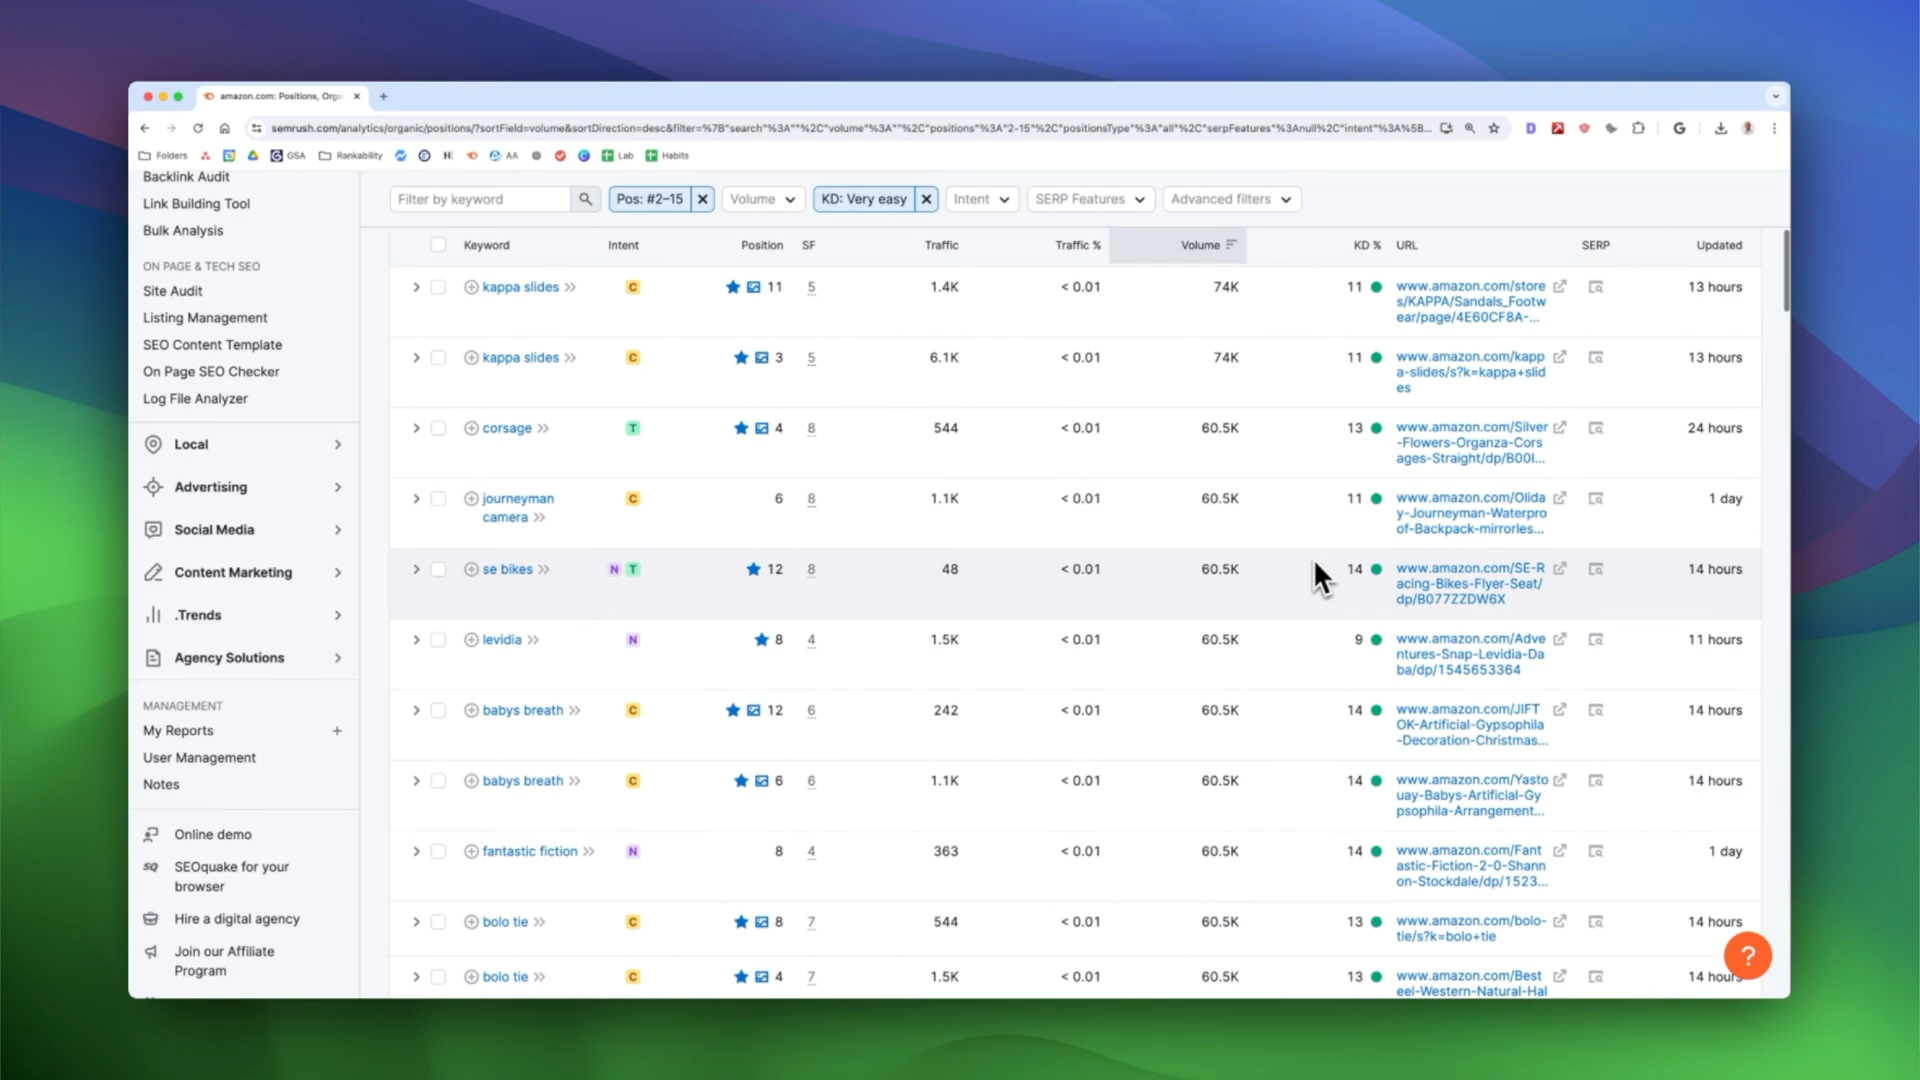 amazon.com: Positions, Orga
semrush.com/analytics/organic/positions/?sortField=volume&sortDirection=desc&filter=%7B"search"%3A""%2C"volume"%3A""%2C"positions"%3A"2-15"%2C"positionsType"%3A"all"%2C"serpFeatures"%3Anull%2C"intent"%3A%5B...
Folders
GSA
Rankability
H
AA
Lab
Habits
Backlink Audit
Link Building Tool
Bulk Analysis
ON PAGE & TECH SEO
Site Audit
Listing Management
SEO Content Template
On Page SEO Checker
Log File Analyzer
Local
Advertising
Social Media
Content Marketing
.Trends
Agency Solutions
MANAGEMENT
My Reports
User Management
Notes
Online demo
SEOquake for your
browser
Hire a digital agency
Join our Affiliate
Program
Filter by keyword Pos: #2–15 Volume KD: Very easy Intent SERP Features Advanced filters
Keyword Intent Position SF Traffic Traffic % Volume KD % URL SERP Updated
kappa slides C 11 5 1.4K < 0.01 74K 11 www.amazon.com/store 13 hours
s/KAPPA/Sandals_Footw
ear/page/4E60CF8A-...
kappa slides C 3 5 6.1K < 0.01 74K 11 www.amazon.com/kapp 13 hours
a-slides/s?k=kappa+slid
es
corsage T 4 8 544 < 0.01 60.5K 13 www.amazon.com/Silver 24 hours
-Flowers-Organza-Cors
ages-Straight/dp/B00I...
journeyman C 6 8 1.1K < 0.01 60.5K 11 www.amazon.com/Olida 1 day
camera y-Journeyman-Waterpro
of-Backpack-mirrorles...
se bikes N T 12 8 48 < 0.01 60.5K 14 www.amazon.com/SE-R 14 hours
acing-Bikes-Flyer-Seat/
dp/B077ZZDW6X
levidia N 8 4 1.5K < 0.01 60.5K 9 www.amazon.com/Adve 11 hours
ntures-Snap-Levidia-Da
ba/dp/1545653364
babys breath C 12 6 242 < 0.01 60.5K 14 www.amazon.com/JIFT 14 hours
OK-Artificial-Gypsophila
-Decoration-Christmas...
babys breath C 6 6 1.1K < 0.01 60.5K 14 www.amazon.com/Yasto 14 hours
uay-Babys-Artificial-Gy
psophila-Arrangement...
fantastic fiction N 8 4 363 < 0.01 60.5K 14 www.amazon.com/Fant 1 day
astic-Fiction-2-0-Shann
on-Stockdale/dp/1523...
bolo tie C 8 7 544 < 0.01 60.5K 13 www.amazon.com/bolo- 14 hours
tie/s?k=bolo+tie
bolo tie C 4 7 1.5K < 0.01 60.5K 13 www.amazon.com/Best 14 hours
eel-Western-Natural-Hal
?